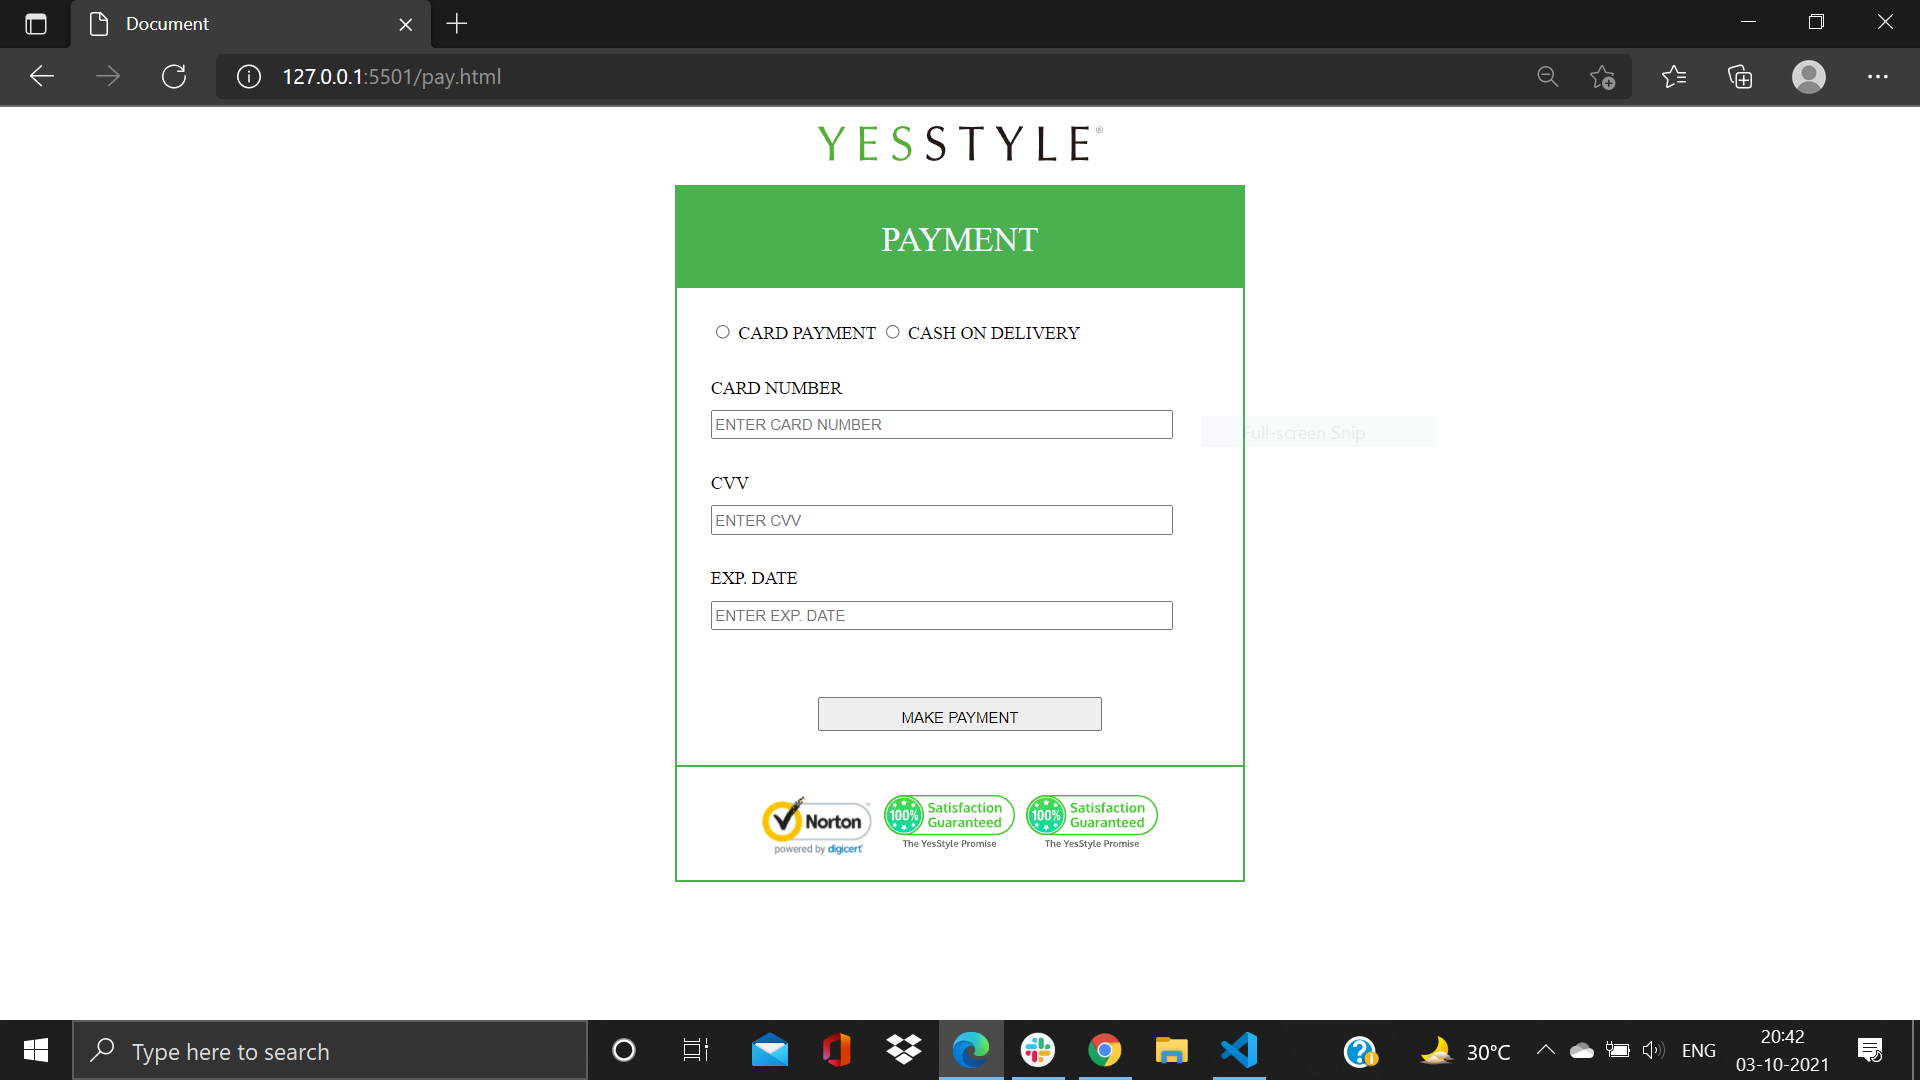 Document
127.0.0.1:5501/pay.html
YESSTYLE®
PAYMENT
CARD PAYMENT CASH ON DELIVERY
CARD NUMBER
ENTER CARD NUMBER
Full-screen Snip
CVV
ENTER CVV
EXP. DATE
ENTER EXP. DATE
MAKE PAYMENT
Norton
powered by digicert
100% Satisfaction
Guaranteed
The YesStyle Promise
100% Satisfaction
Guaranteed
The YesStyle Promise
Type here to search
30°C
ENG
20:42
03-10-2021